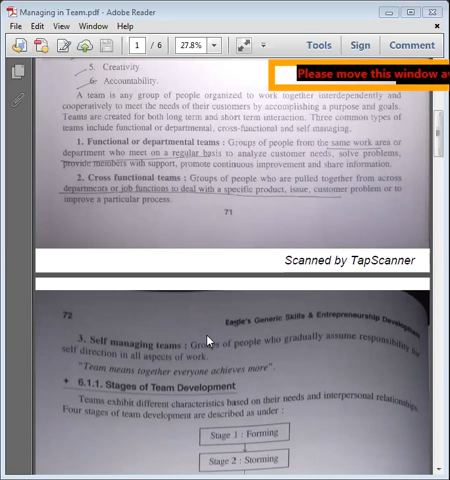 Managing in Team.pdf - Adobe Reader
File Edit View Window Help
1 / 6 27.8% Tools Sign Comment
Please move this window a
5. Creativity
6. Accountability.
A team is any group of people organized to work together interdependently and
cooperatively to meet the needs of their customers by accomplishing a purpose and goals.
Teams are created for both long term and short term interaction. Three common types of
teams include functional or departmental, cross-functional and self managing.
1. Functional or departmental teams : Groups of people from the same work area or
department who meet on a regular basis to analyze customer needs, solve problems,
provide members with support, promote continuous improvement and share information.
2. Cross functional teams : Groups of people who are pulled together from across
departments or job functions to deal with a specific product, issue, customer problem or to
improve a particular process.
71
Scanned by TapScanner
72 Eagle's Generic Skills & Entrepreneurship Development
3. Self managing teams : Groups of people who gradually assume responsibility for
self direction in all aspects of work.
"Team means together everyone achieves more".
6.1.1. Stages of Team Development
Teams exhibit different characteristics based on their needs and interpersonal relationships.
Four stages of team development are described as under :
Stage 1 : Forming
Stage 2 : Storming